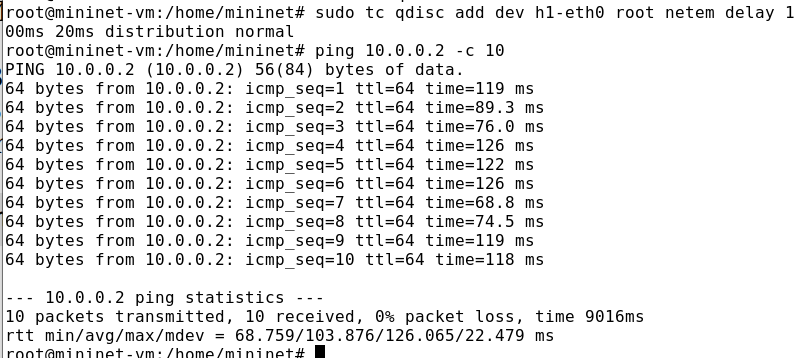 root@mininet-vm:/home/mininet# sudo tc qdisc add dev h1-eth0 root netem delay 1
00ms 20ms distribution normal
root@mininet-vm:/home/mininet# ping 10.0.0.2 -c 10
PING 10.0.0.2 (10.0.0.2) 56(84) bytes of data.
64 bytes from 10.0.0.2: icmp_seq=1 ttl=64 time=119 ms
64 bytes from 10.0.0.2: icmp_seq=2 ttl=64 time=89.3 ms
64 bytes from 10.0.0.2: icmp_seq=3 ttl=64 time=76.0 ms
64 bytes from 10.0.0.2: icmp_seq=4 ttl=64 time=126 ms
64 bytes from 10.0.0.2: icmp_seq=5 ttl=64 time=122 ms
64 bytes from 10.0.0.2: icmp_seq=6 ttl=64 time=126 ms
64 bytes from 10.0.0.2: icmp_seq=7 ttl=64 time=68.8 ms
64 bytes from 10.0.0.2: icmp_seq=8 ttl=64 time=74.5 ms
64 bytes from 10.0.0.2: icmp_seq=9 ttl=64 time=119 ms
64 bytes from 10.0.0.2: icmp_seq=10 ttl=64 time=118 ms
--- 10.0.0.2 ping statistics ---
10 packets transmitted, 10 received, 0% packet loss, time 9016ms
rtt min/avg/max/mdev = 68.759/103.876/126.065/22.479 ms
root@mininet-vm:/home/mininet#